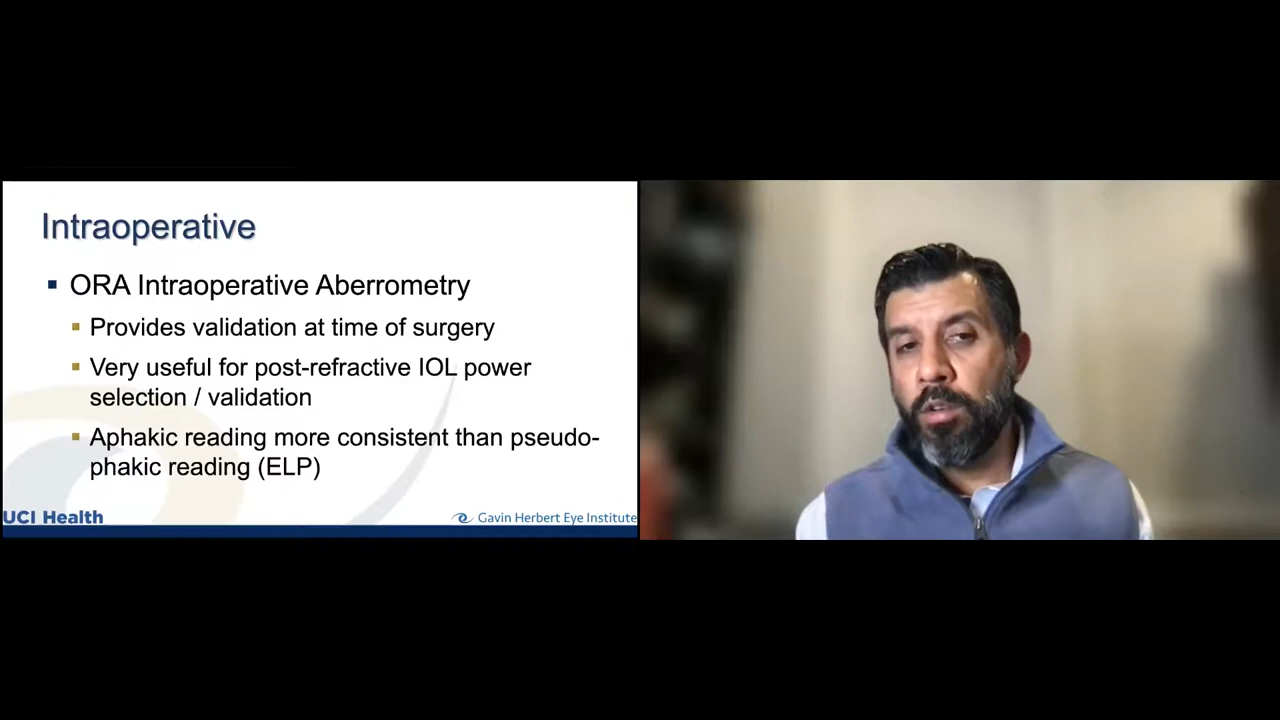 Intraoperative
ORA Intraoperative Aberrometry
Provides validation at time of surgery
Very useful for post-refractive IOL power
selection / validation
Aphakic reading more consistent than pseudo-
phakic reading (ELP)
UCI Health
Gavin Herbert Eye Institute